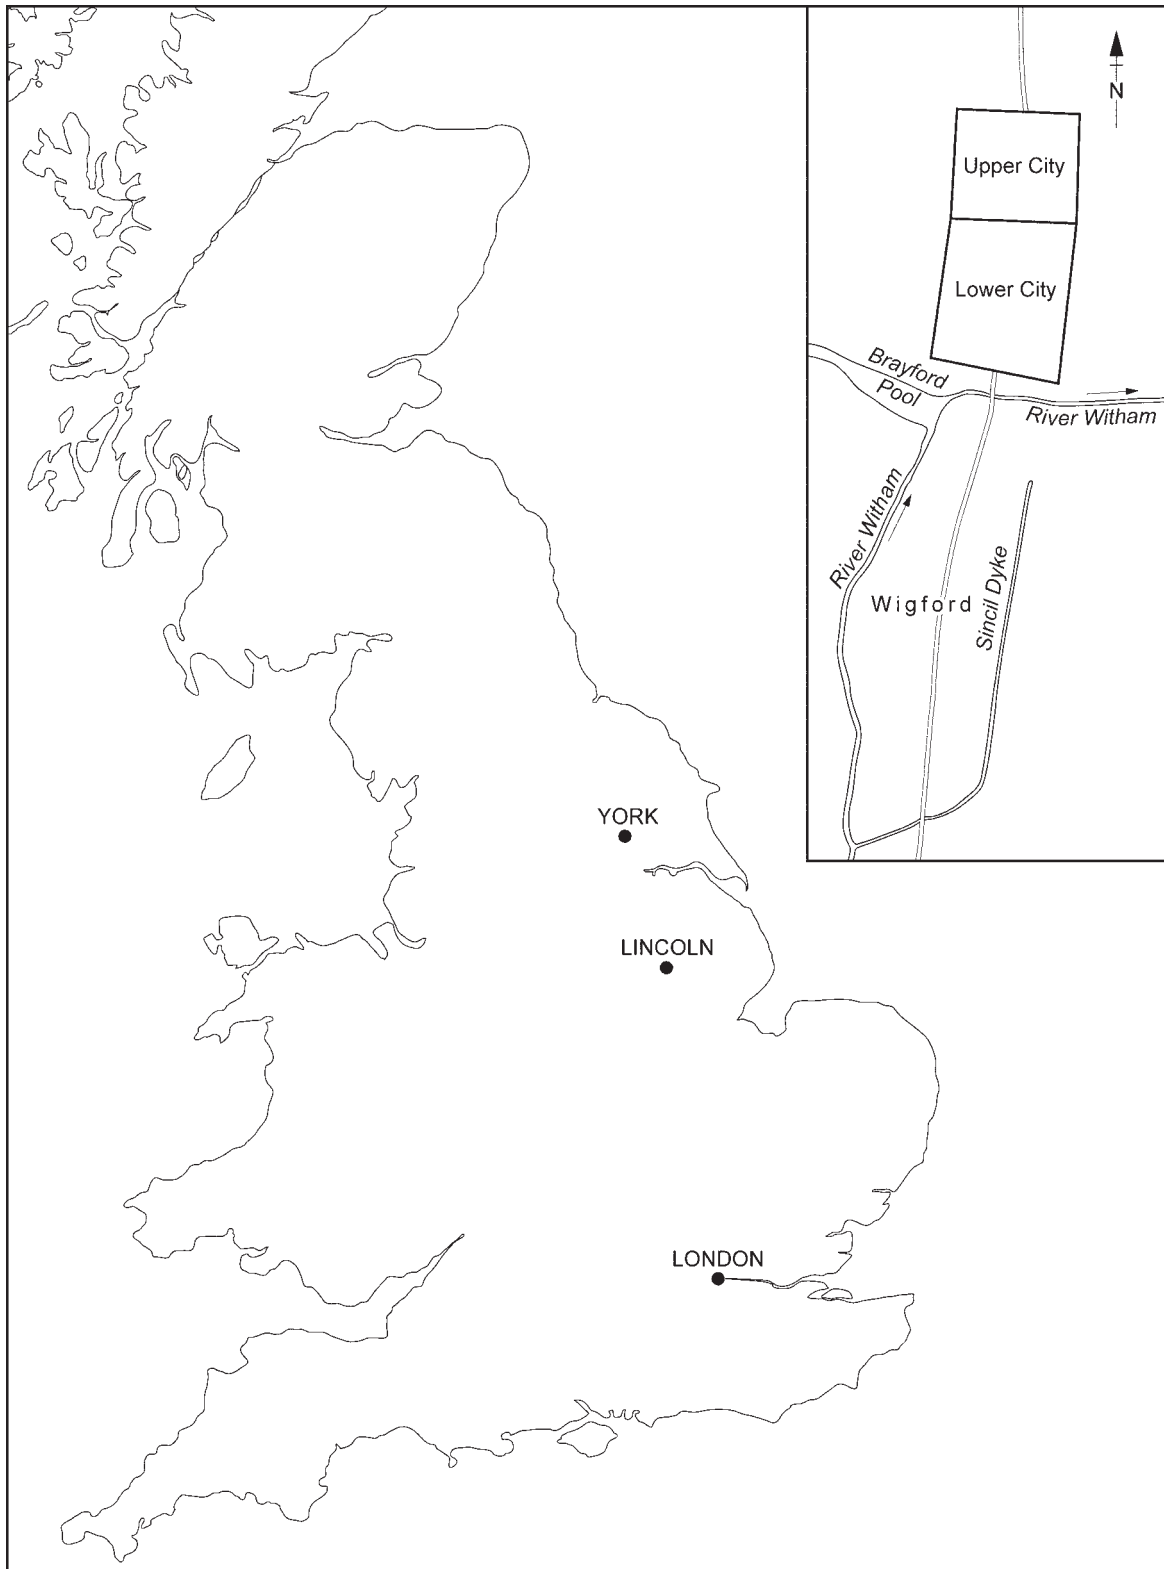 N
Upper City
Lower City
Brayford
Pool
River Witham
River Witham
Wigford
Sincil Dyke
YORK
LINCOLN
LONDON